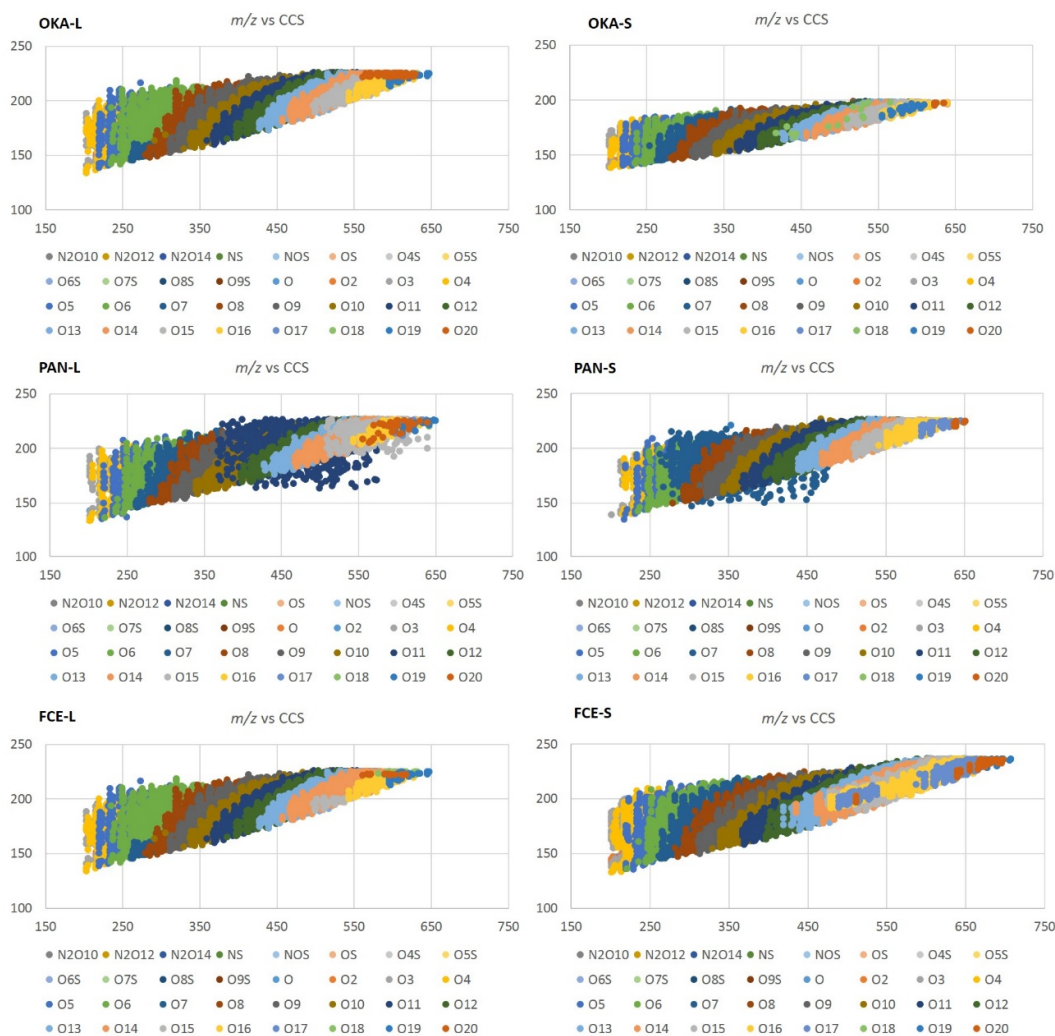 OKA-L
m/z vs CCS
250
200
150
100
150 250 350 450 550 650 750
N2O10 N2O12 N2O14 NS NOS OS O4S O5S
O6S O7S O8S O9S O O2 O3 O4
O5 O6 O7 O8 O9 O10 O11 O12
O13 O14 O15 O16 O17 O18 O19 O20
OKA-S
m/z vs CCS
250
200
150
100
150 250 350 450 550 650 750
N2O10 N2O12 N2O14 NS NOS OS O4S O5S
O6S O7S O8S O9S O O2 O3 O4
O5 O6 O7 O8 O9 O10 O11 O12
O13 O14 O15 O16 O17 O18 O19 O20
PAN-L
m/z vs CCS
250
200
150
100
150 250 350 450 550 650 750
N2O10 N2O12 N2O14 NS OS NOS O4S O5S
O6S O7S O8S O9S O O2 O3 O4
O5 O6 O7 O8 O9 O10 O11 O12
O13 O14 O15 O16 O17 O18 O19 O20
PAN-S
m/z vs CCS
250
200
150
100
150 250 350 450 550 650 750
N2O10 N2O12 N2O14 NS NOS OS O4S O5S
O6S O7S O8S O9S O O2 O3 O4
O5 O6 O7 O8 O9 O10 O11 O12
O13 O14 O15 O16 O17 O18 O19 O20
FCE-L
m/z vs CCS
250
200
150
100
150 250 350 450 550 650 750
N2O10 N2O12 N2O14 NS NOS OS O4S O5S
O6S O7S O8S O9S O O2 O3 O4
O5 O6 O7 O8 O9 O10 O11 O12
O13 O14 O15 O16 O17 O18 O19 O20
FCE-S
m/z vs CCS
250
200
150
100
150 250 350 450 550 650 750
N2O10 N2O12 N2O14 NS NOS OS O4S O5S
O6S O7S O8S O9S O O2 O3 O4
O5 O6 O7 O8 O9 O10 O11 O12
O13 O14 O15 O16 O17 O18 O19 O20